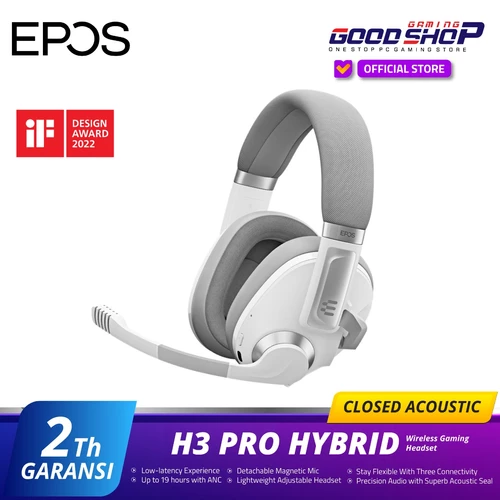 EPOS
GAMING
GOODSHOP
ONE STOP PC GAMING STORE
OFFICIAL STORE
iF
DESIGN
AWARD
2022
EPOS
CLOSED ACOUSTIC
2Th
GARANSI
H3 PRO HYBRID
Wireless Gaming
Headset
Low-latency Experience
Detachable Magnetic Mic
Stay Flexible With Three Connectivity
Up to 19 hours with ANC
Lightweight Adjustable Headset
Precision Audio with Superb Acoustic Seal